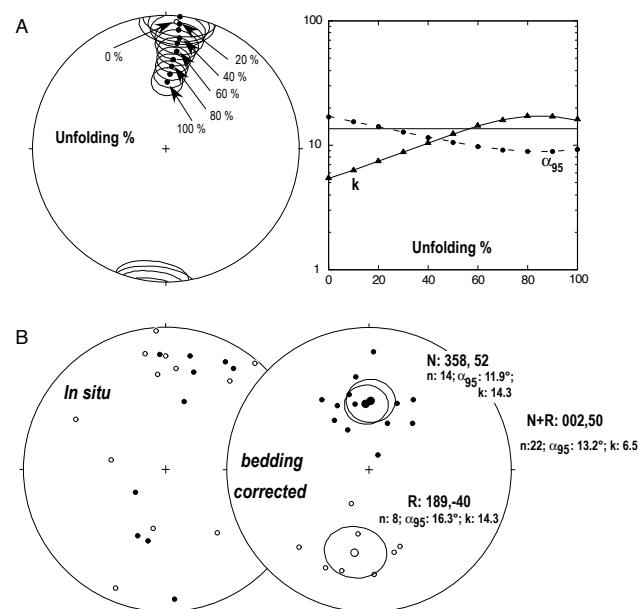 A
0 %
20 %
40 %
60 %
80 %
100 %
Unfolding %
100
10
1
k
α95
Unfolding %
0 20 40 60 80 100
B
In situ
bedding
corrected
N: 358, 52
n: 14; α95: 11.9°;
k: 14.3
N+R: 002,50
n:22; α95: 13.2°; k: 6.5
R: 189,-40
n: 8; α95: 16.3°; k: 14.3